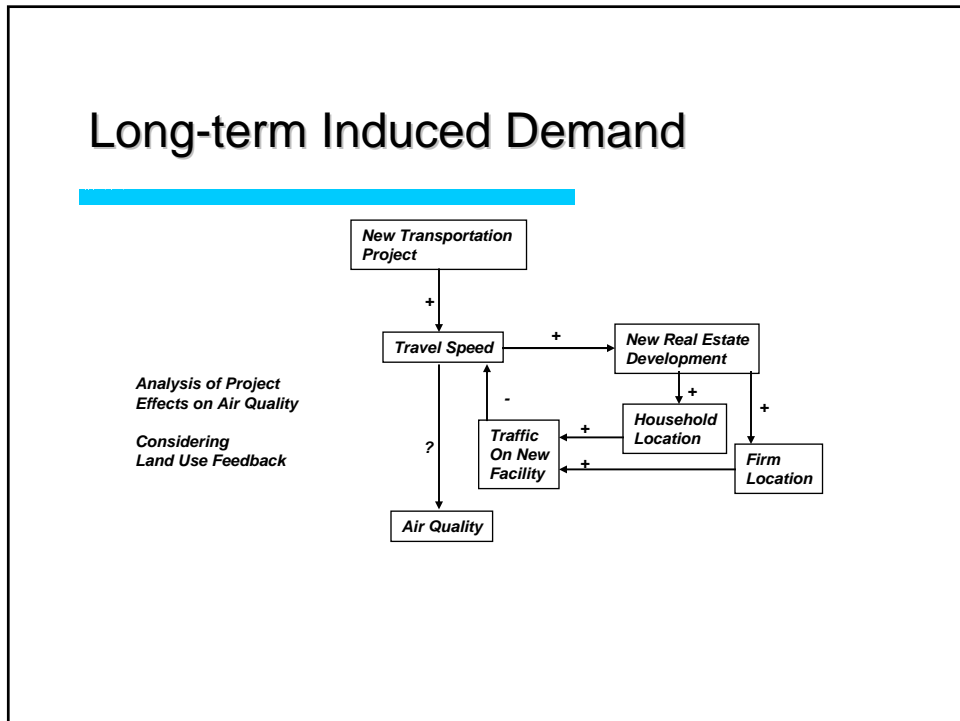 Long-term Induced Demand
New Transportation
Project
+
Travel Speed
+
New Real Estate
Development
Analysis of Project
Effects on Air Quality
Considering
Land Use Feedback
-
+
+
?
Traffic
On New
Facility
+
+
Household
Location
Firm
Location
Air Quality